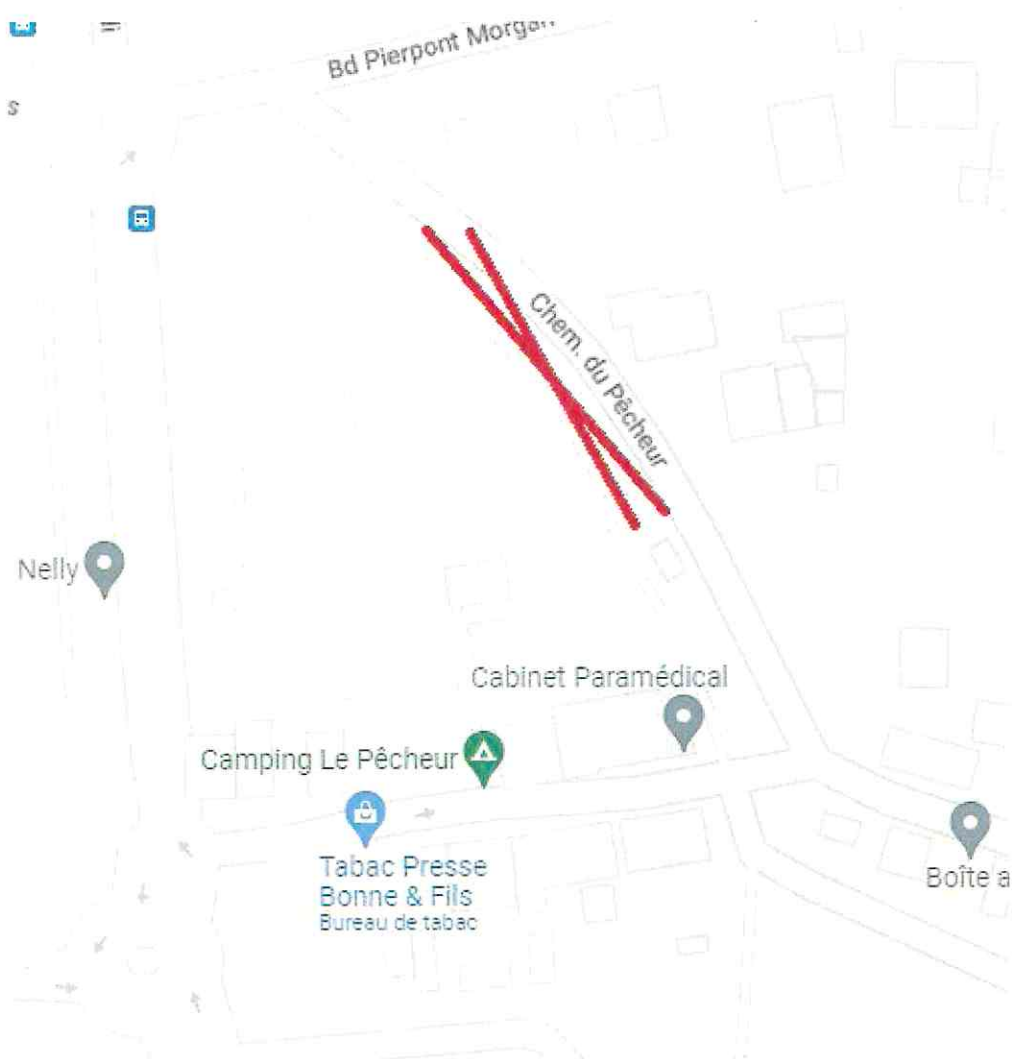 Bd Pierpont Morgan
s
Chem. du Pêcheur
Nelly
Cabinet Paramédical
Camping Le Pêcheur
Tabac Presse
Bonne & Fils
Bureau de tabac
Boîte a